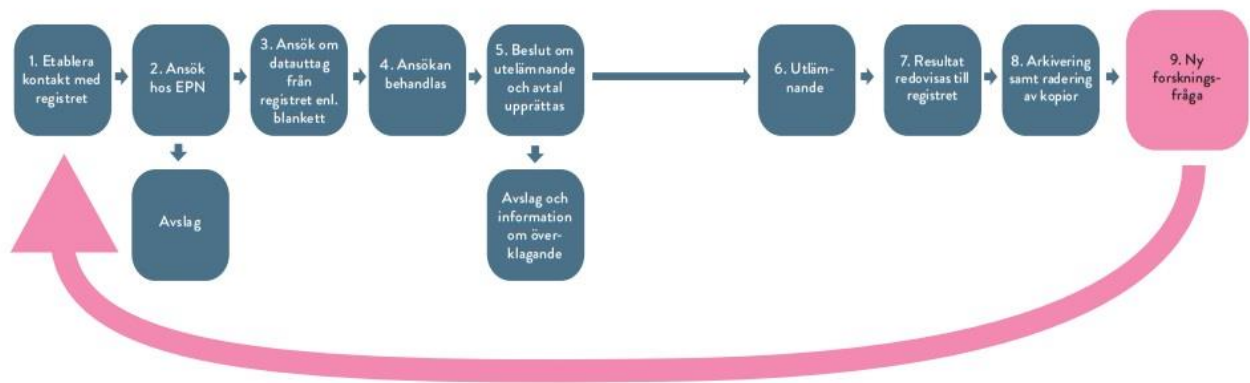 1. Etablera
kontakt med
registret
2. Ansök
hos EPN
3. Ansök om
datauttag
från
registret enl.
blankett
4. Ansökan
behandlas
5. Beslut om
utelämnande
och avtal
upprättas
6. Utläm-
nande
7. Resultat
redovisas till
registret
8. Arkivering
samt radering
av kopior
9. Ny
forsknings-
fråga
Avslag
Avslag och
information
om över-
klagande